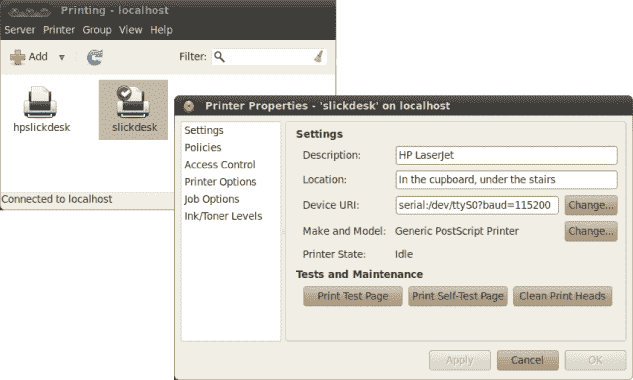 Printing - localhost
Server Printer Group View Help
Add Filter:
hpslickdesk slickdesk
Connected to localhost
Printer Properties - 'slickdesk' on localhost
Settings
Policies
Access Control
Printer Options
Job Options
Ink/Toner Levels
Settings
Description: HP LaserJet
Location: In the cupboard, under the stairs
Device URI: serial:/dev/ttyS0?baud=115200 Change...
Make and Model: Generic PostScript Printer Change...
Printer State: Idle
Tests and Maintenance
Print Test Page Print Self-Test Page Clean Print Heads
Apply Cancel OK